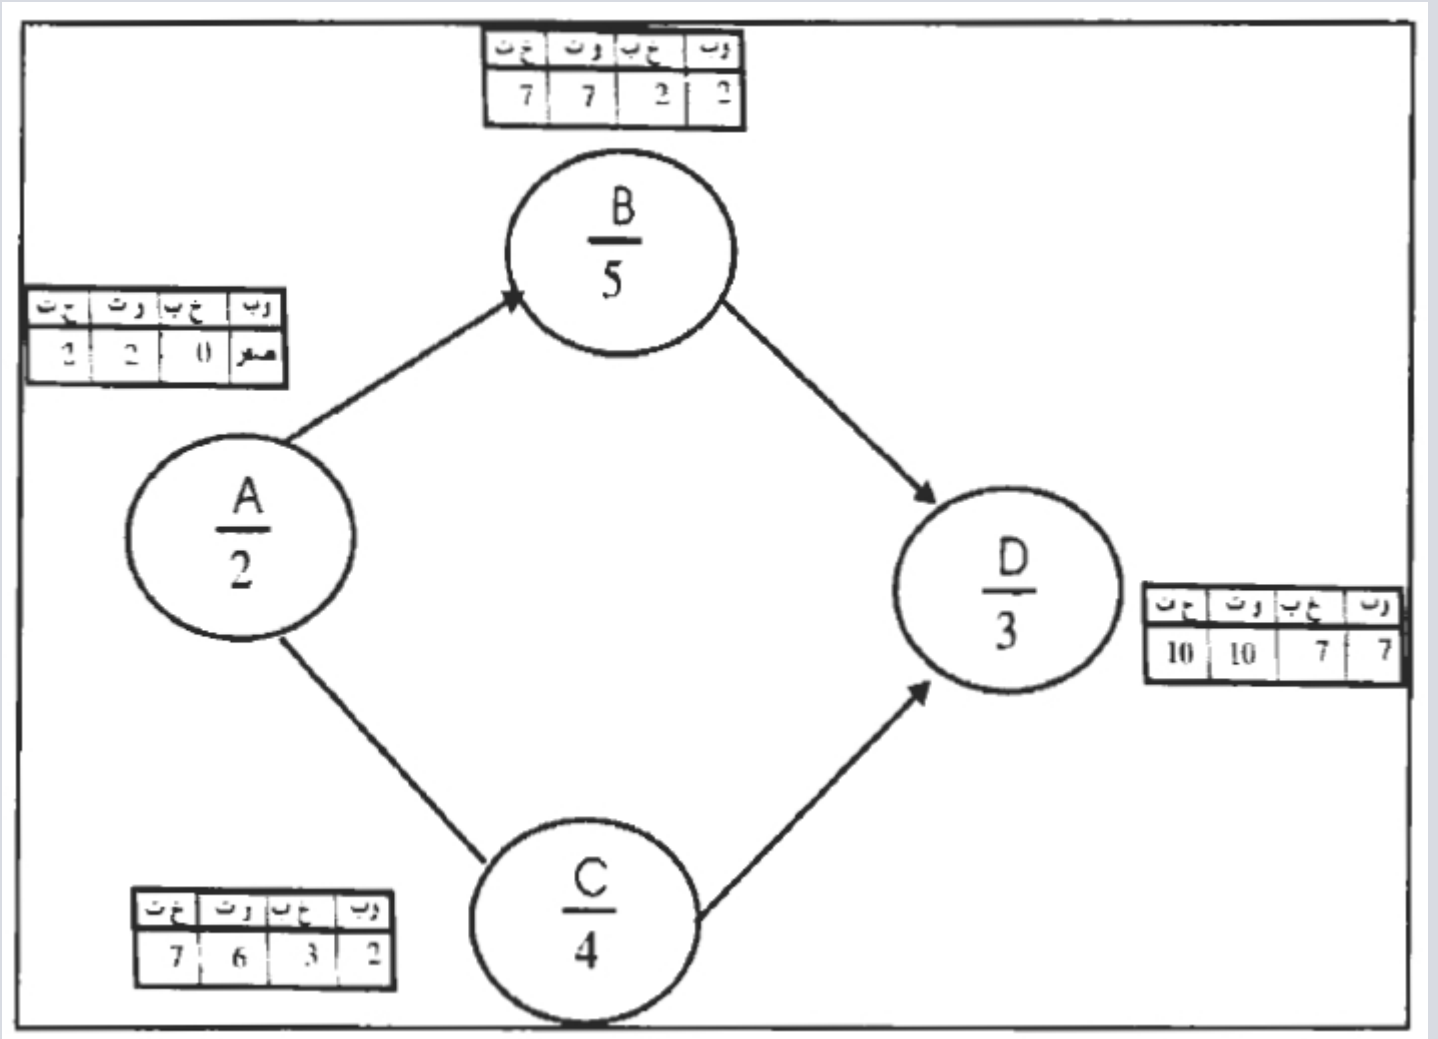 وب خ ب و ت خ ت
2 2 7 7
B
5
وب خ ب و ت خ ت
صفر 0 2 2
A
2
D
3
وب خ ب و ت خ ت
7 7 10 10
C
4
وب خ ب و ت خ ت
2 3 6 7